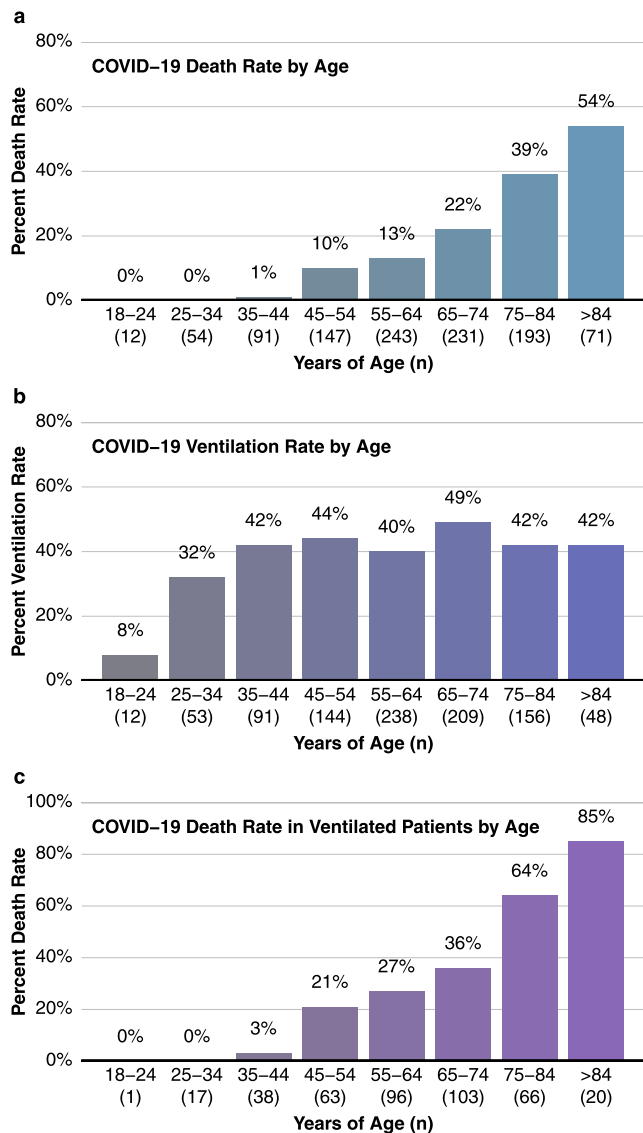 a
80%
COVID–19 Death Rate by Age
60%
54%
40%
39%
22%
20%
13%
10%
0% 0% 1%
0%
Percent Death Rate
18–24 25–34 35–44 45–54 55–64 65–74 75–84 >84
(12) (54) (91) (147) (243) (231) (193) (71)
Years of Age (n)
b
80%
COVID–19 Ventilation Rate by Age
60%
8% 32% 42% 44% 40% 49% 42% 42%
40%
20%
0%
Percent Ventilation Rate
18–24 25–34 35–44 45–54 55–64 65–74 75–84 >84
(12) (53) (91) (144) (238) (209) (156) (48)
Years of Age (n)
c
100%
COVID–19 Death Rate in Ventilated Patients by Age
85%
80%
64%
60%
40%
36%
27%
21%
20%
0% 0% 3%
0%
Percent Death Rate
18–24 25–34 35–44 45–54 55–64 65–74 75–84 >84
(1) (17) (38) (63) (96) (103) (66) (20)
Years of Age (n)